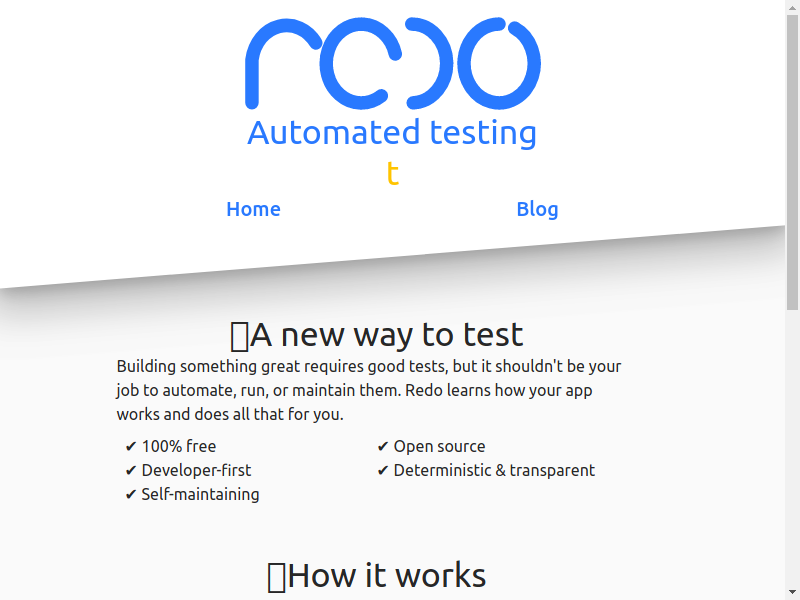 redo
Automated testing
t
Home Blog
A new way to test
Building something great requires good tests, but it shouldn't be your
job to automate, run, or maintain them. Redo learns how your app
works and does all that for you.
✔ 100% free
✔ Developer-first
✔ Self-maintaining
✔ Open source
✔ Deterministic & transparent
How it works